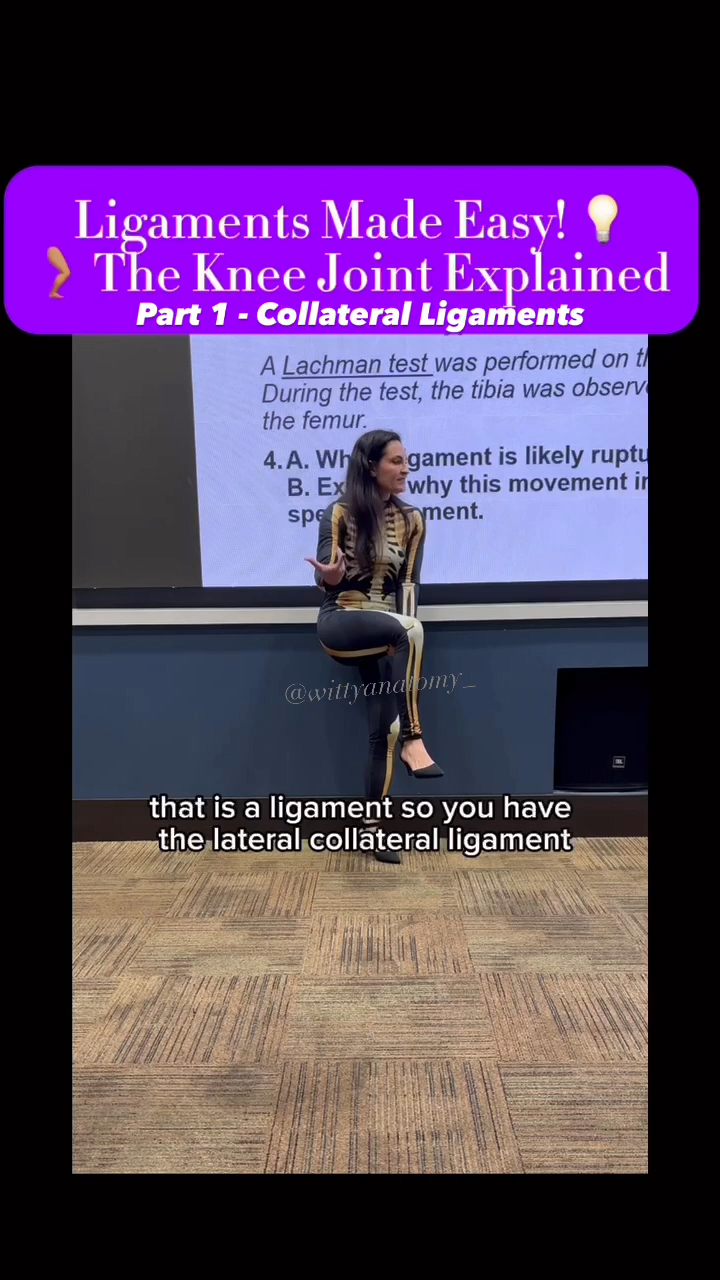 Ligaments Made Easy! 💡
🦵🏽 The Knee Joint Explained
Part 1 - Collateral Ligaments
A Lachman test was performed on
During the test, the tibia was
the femur.
4. A. gament is likely
B. why this movement
ment.
@wittyanatomy_
JBL
that is a ligament so you have
the lateral collateral ligament